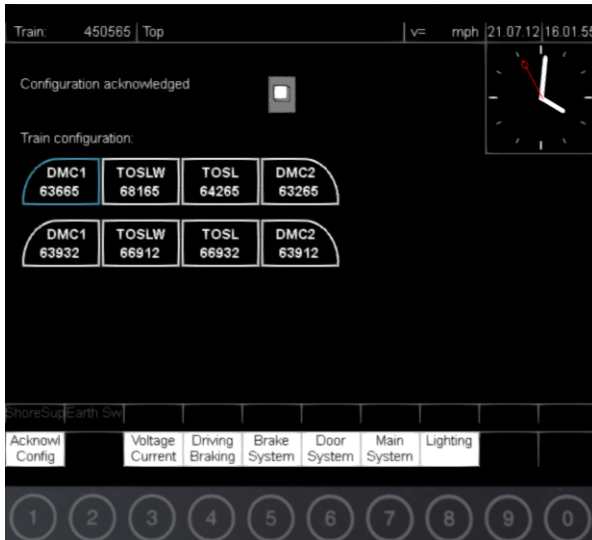 Train: 450565 Top v= mph 21.07.12 16.01.55
Configuration acknowledged
Train configuration:
DMC1 TOSLW TOSL DMC2
63665 68165 64265 63265
DMC1 TOSLW TOSL DMC2
63932 66912 66932 63912
ShoreSup Earth Sw
Acknowl Voltage Driving Brake Door Main Lighting
Config Current Braking System System System
1 2 3 4 5 6 7 8 9 0